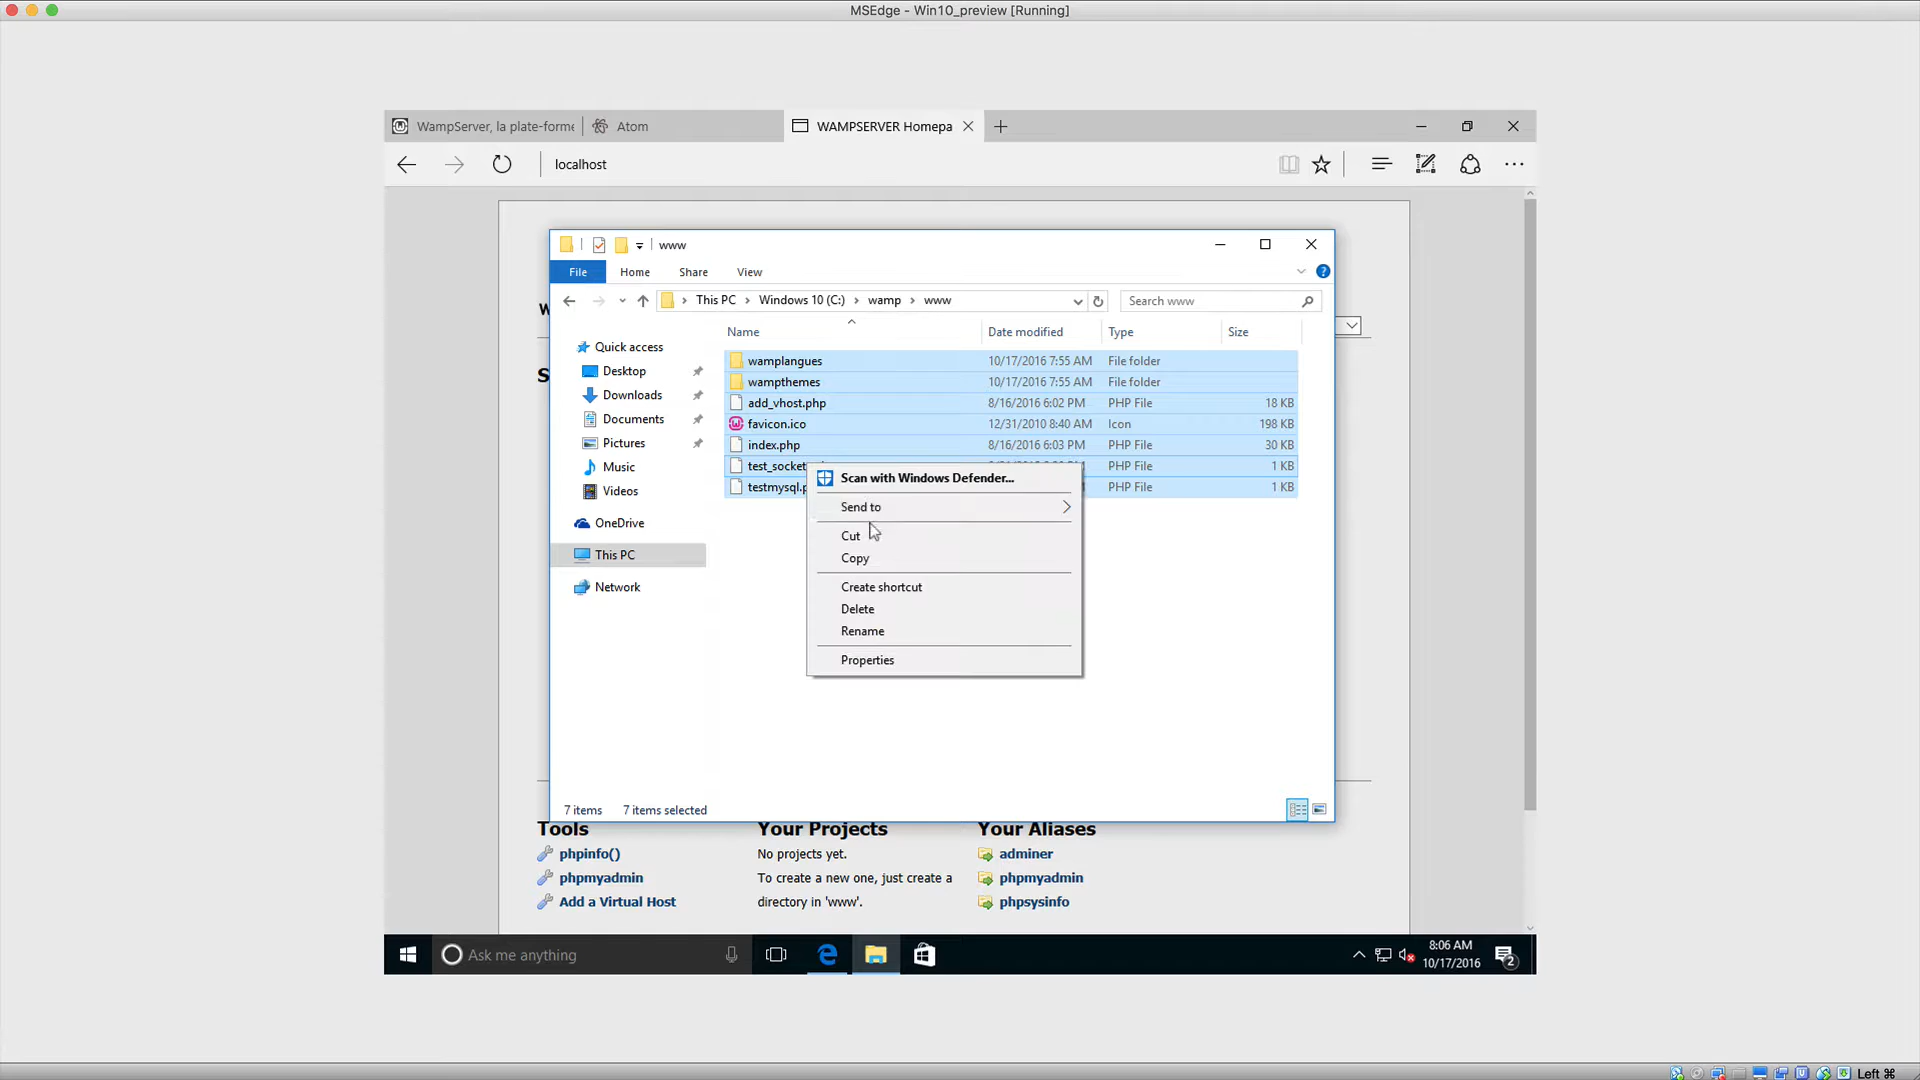 MSEdge - Win10_preview [Running]
WampServer, la plate-forme
Atom
WAMPSERVER Homepa
localhost
www
File
Home
Share
View
This PC
Windows 10 (C:)
wamp
www
Search www
Name
Date modified
Type
Size
Quick access
Desktop
Downloads
Documents
Pictures
Music
Videos
OneDrive
This PC
Network
wamplangues 10/17/2016 7:55 AM File folder
wampthemes 10/17/2016 7:55 AM File folder
add_vhost.php 8/16/2016 6:02 PM PHP File 18 KB
favicon.ico 12/31/2010 8:40 AM Icon 198 KB
index.php 8/16/2016 6:03 PM PHP File 30 KB
test_socket PHP File 1 KB
testmysql.p PHP File 1 KB
Scan with Windows Defender...
Send to
Cut
Copy
Create shortcut
Delete
Rename
Properties
7 items
7 items selected
Tools
phpinfo()
phpmyadmin
Add a Virtual Host
Your Projects
No projects yet.
To create a new one, just create a
directory in 'www'.
Your Aliases
adminer
phpmyadmin
phpsysinfo
Ask me anything
8:06 AM
10/17/2016
2
Left ⌘